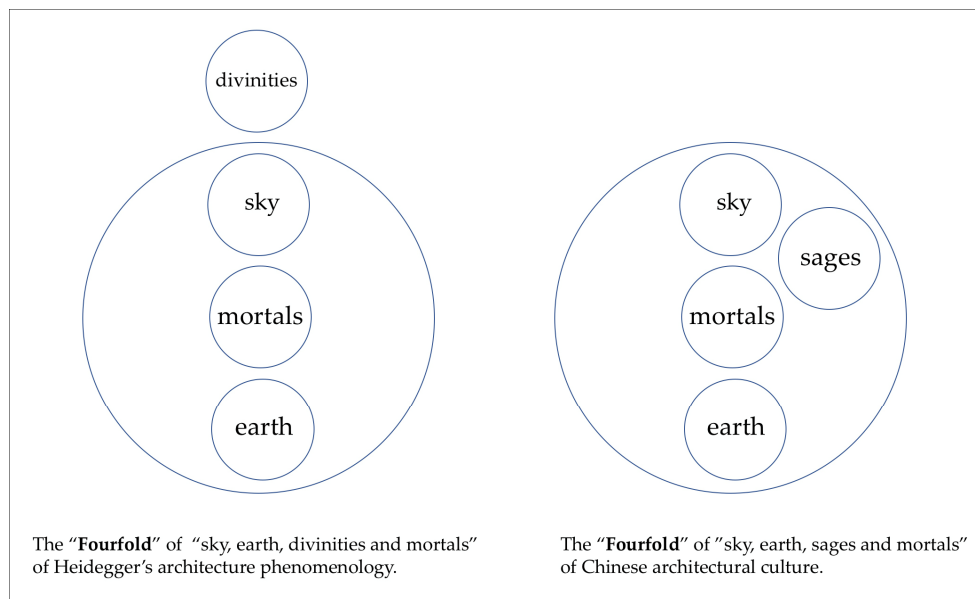 divinities
sky
mortals
earth
The “Fourfold” of “sky, earth, divinities and mortals”
of Heidegger’s architecture phenomenology.
sky
sages
mortals
earth
The “Fourfold” of ”sky, earth, sages and mortals”
of Chinese architectural culture.